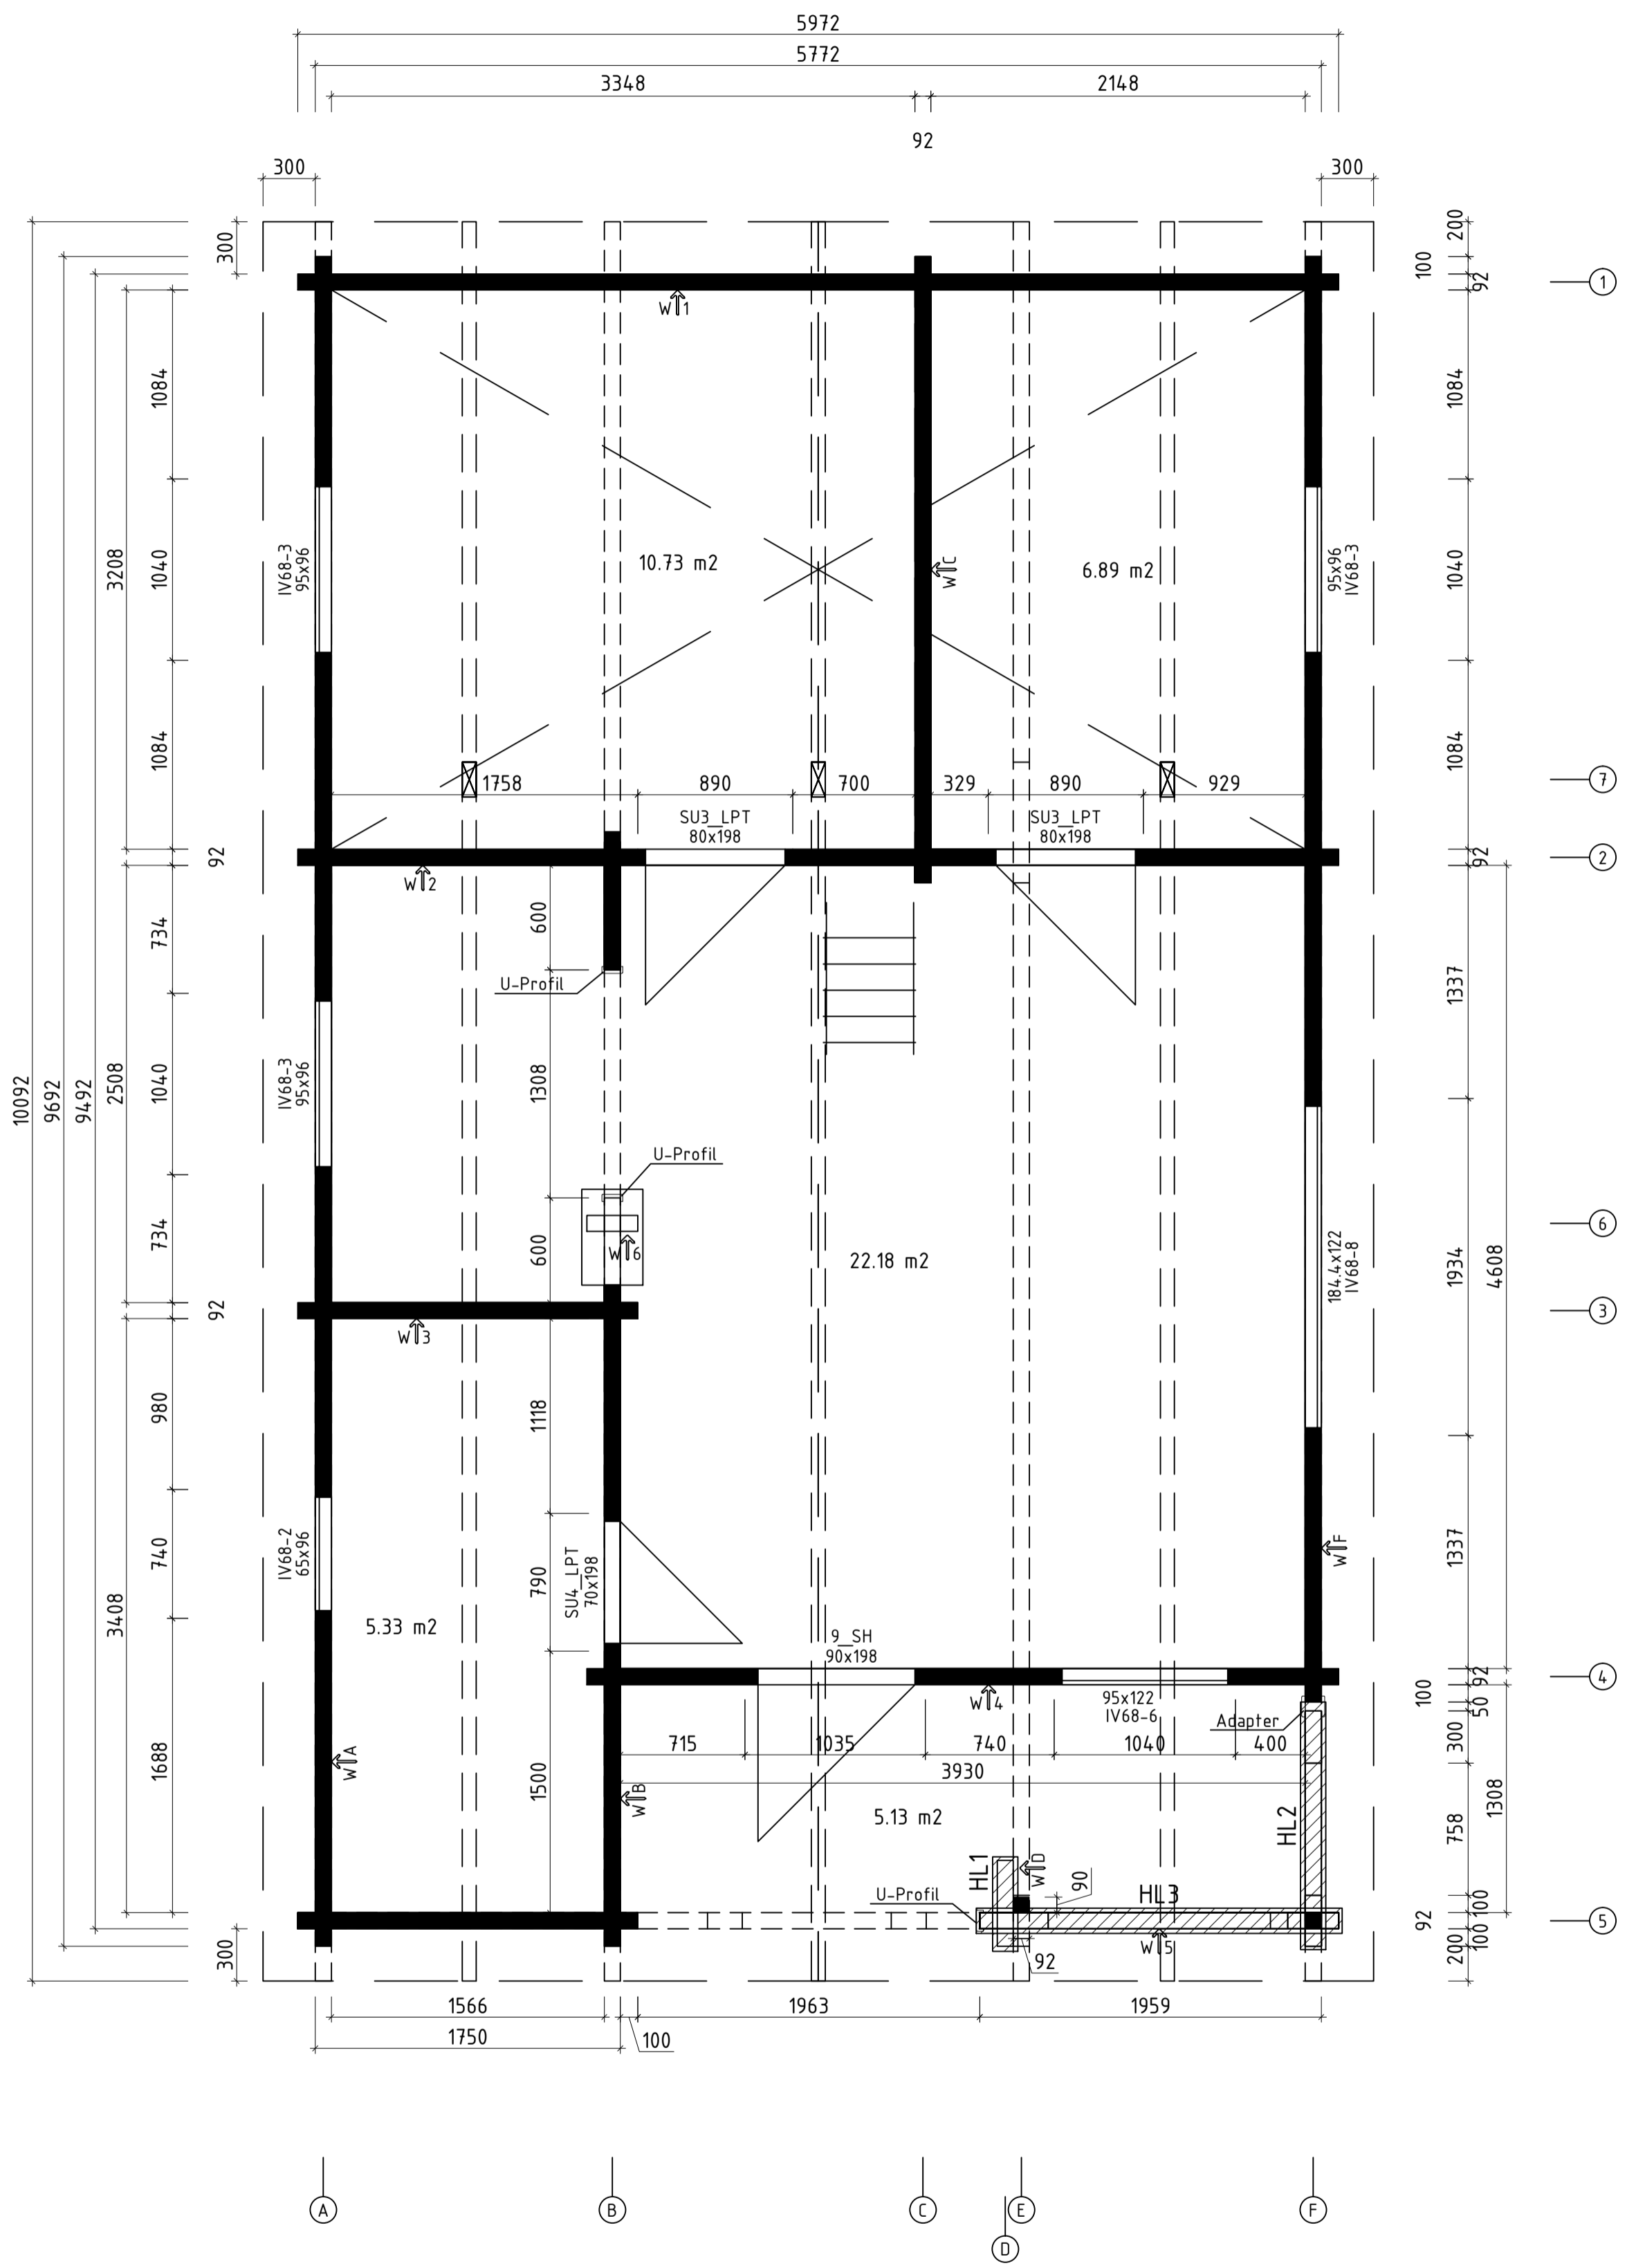 5972
5772
3348
2148
92
300
300
300
200
100
92
1
W 1
1084
1084
10092
9692
9492
3208
1040
IV68-3
95x96
10.73 m2
W C
6.89 m2
95x96
IV68-3
1040
1084
1084
1758
890
700
329
890
929
7
SU3_LPT
80x198
SU3_LPT
80x198
92
W 2
92
2
734
600
U-Profil
1337
2508
1040
IV68-3
95x96
1308
U-Profil
734
600
W 6
22.18 m2
184.4x122
IV68-8
1934
4608
6
92
W 3
3
980
1118
3408
740
IV68-2
65x96
790
SU4_LPT
70x198
W F
1337
5.33 m2
9_SH
90x198
W 4
95x122
IV68-6
92
4
100
50
Adapter
300
1688
W A
715
1035
740
1040
400
3930
1500
W B
5.13 m2
HL2
758
1308
HL1
W D
90
U-Profil
HL3
100
92
5
W 5
92
100
200
300
1566
1963
1959
1750
100
A
B
C
E
F
D